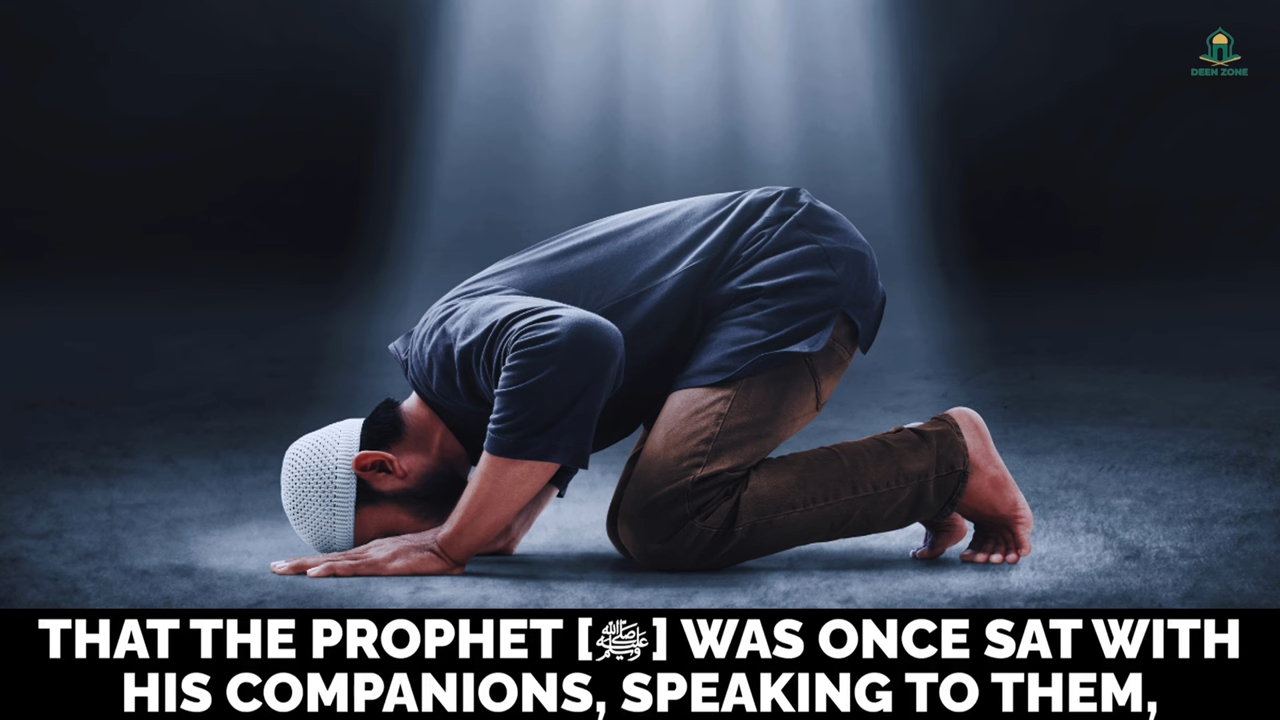 DEEN ZONE
THAT THE PROPHET [ﷺ] WAS ONCE SAT WITH
HIS COMPANIONS, SPEAKING TO THEM,